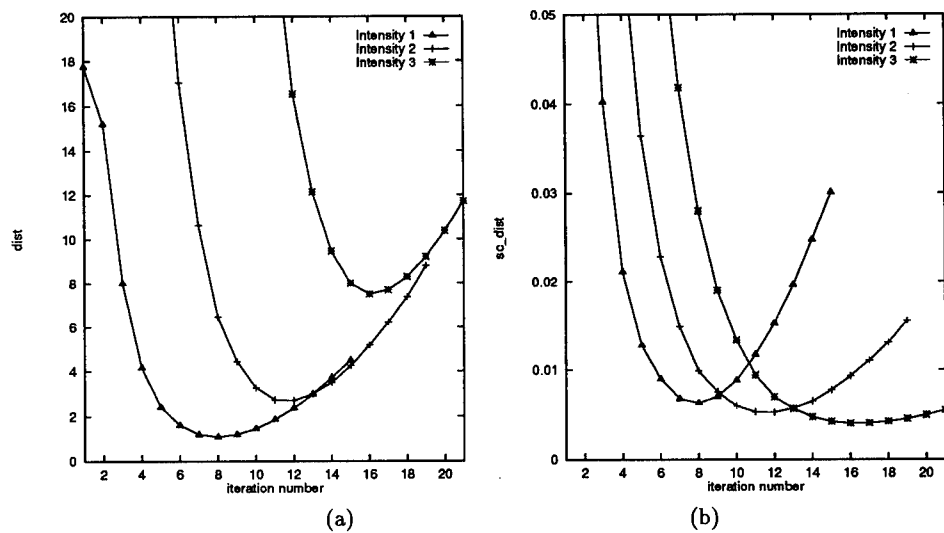 20
18
16
14
12
10
8
6
4
2
0
dist
Intensity 1
Intensity 2
Intensity 3
2 4 6 8 10 12 14 16 18 20
iteration number
(a)
0.05
0.04
0.03
0.02
0.01
0
sc_dist
Intensity 1
Intensity 2
Intensity 3
2 4 6 8 10 12 14 16 18 20
iteration number
(b)